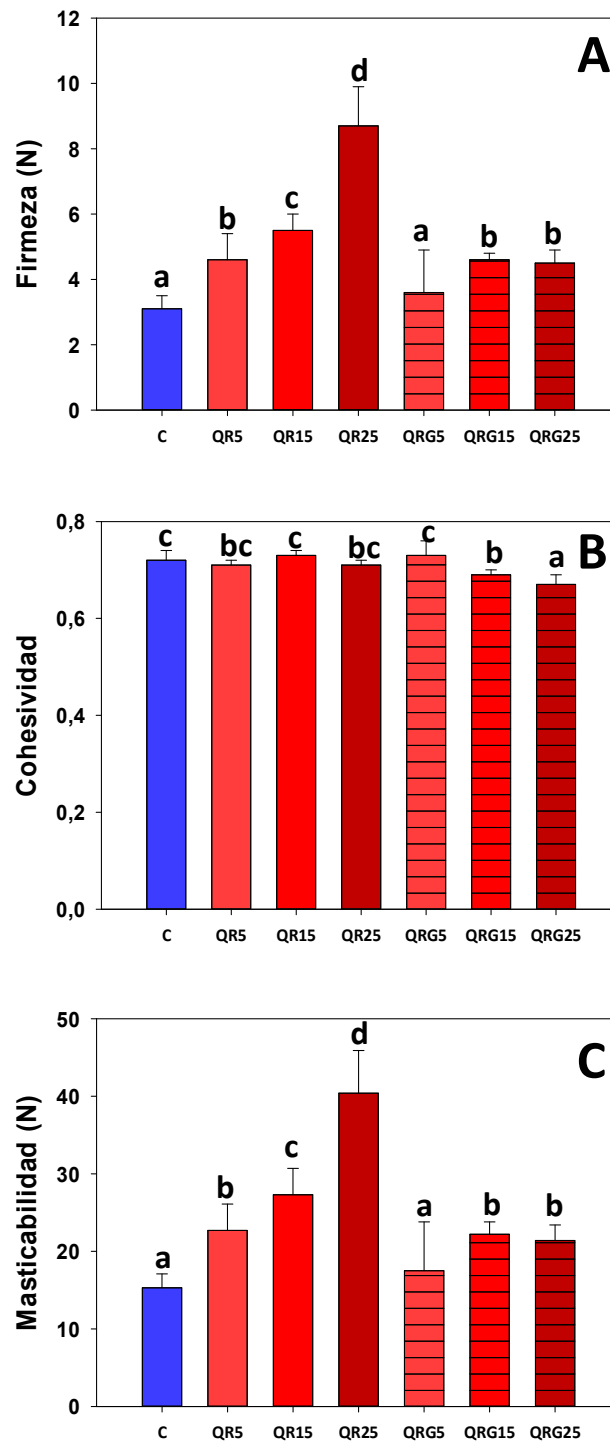 A
12
10
8
6
4
2
0
Firmeza (N)
a
b
c
d
a
b
b
C QR5 QR15 QR25 QRG5 QRG15 QRG25
B
0,8
0,6
0,4
0,2
0,0
Cohesividad
c
bc
c
bc
c
b
a
C QR5 QR15 QR25 QRG5 QRG15 QRG25
C
50
40
30
20
10
0
Masticabilidad (N)
a
b
c
d
a
b
b
C QR5 QR15 QR25 QRG5 QRG15 QRG25